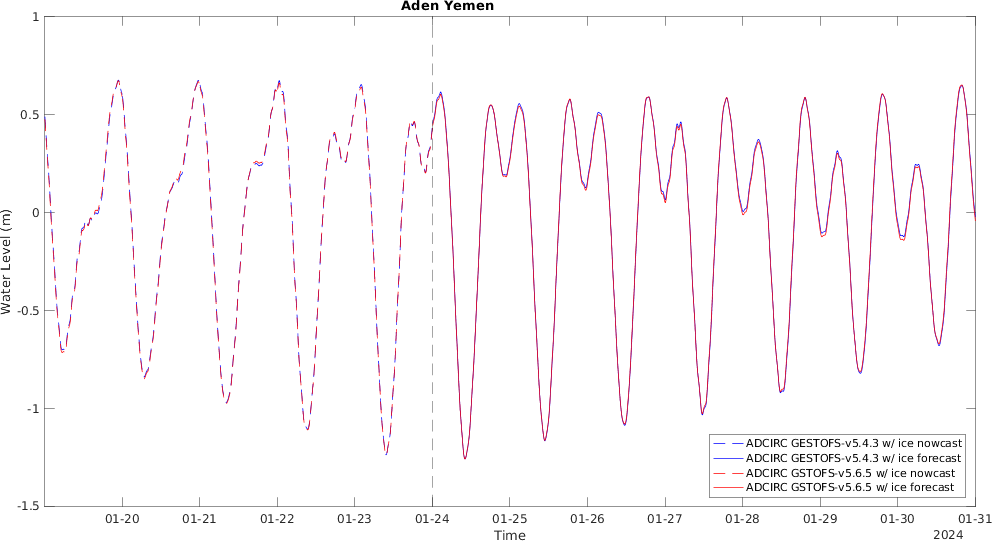 Aden Yemen
1
0.5
0
-0.5
-1
-1.5
Water Level (m)
01-20 01-21 01-22 01-23 01-24 01-25 01-26 01-27 01-28 01-29 01-30 01-31
Time
2024
ADCIRC GESTOFS-v5.4.3 w/ ice nowcast
ADCIRC GESTOFS-v5.4.3 w/ ice forecast
ADCIRC GSTOFS-v5.6.5 w/ ice nowcast
ADCIRC GSTOFS-v5.6.5 w/ ice forecast